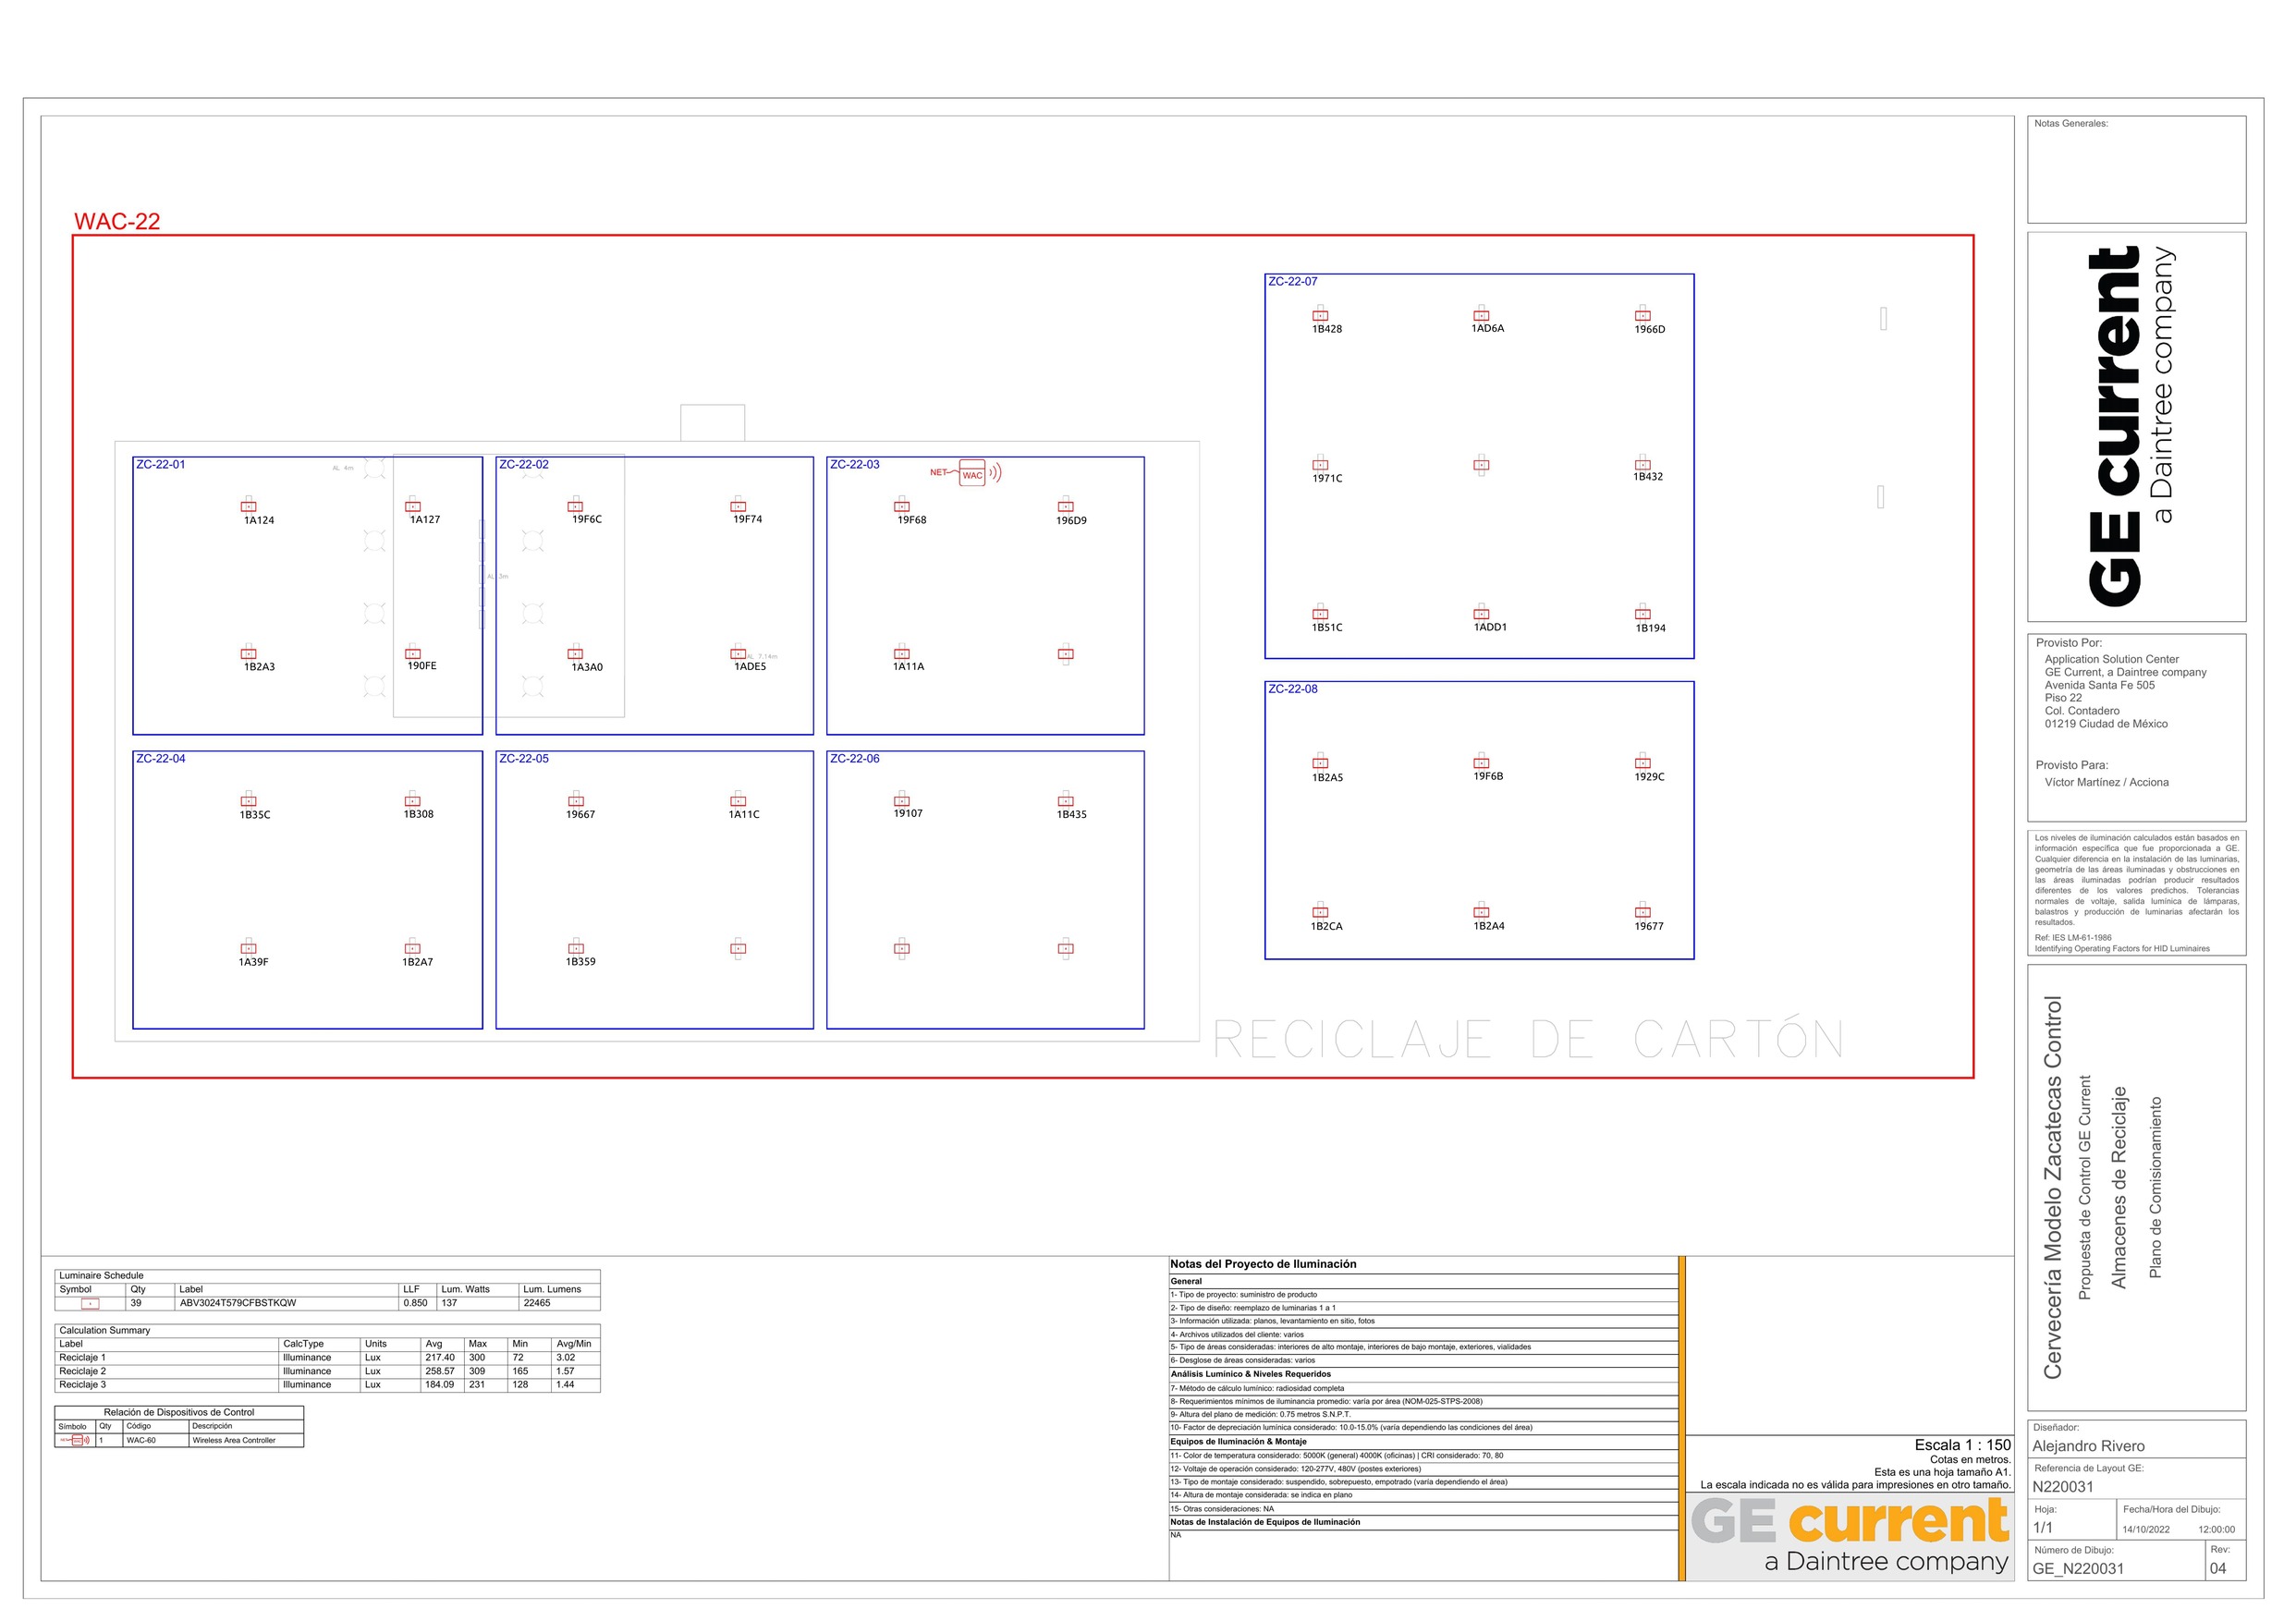 WAC-22
ZC-22-07
1B428
1AD6A
1966D
1971C
1B432
1B51C
1ADD1
1B194
ZC-22-01
AL 4m
1A124
1A127
1B2A3
190FE
ZC-22-02
19F6C
19F74
AL 3m
1A3A0
1ADE5
AL 7.14m
ZC-22-03
NET
WAC
19F68
196D9
1A11A
ZC-22-08
1B2A5
19F6B
1929C
1B2CA
1B2A4
19677
ZC-22-04
1B35C
1B308
1A39F
1B2A7
ZC-22-05
19667
1A11C
1B359
ZC-22-06
19107
1B435
RECICLAJE DE CARTÓN
Luminaire Schedule
Symbol Qty Label LLF Lum. Watts Lum. Lumens
39 ABV3024T579CFBSTKQW 0.850 137 22465
Calculation Summary
Label CalcType Units Avg Max Min Avg/Min
Reciclaje 1 Illuminance Lux 217.40 300 72 3.02
Reciclaje 2 Illuminance Lux 258.57 309 165 1.57
Reciclaje 3 Illuminance Lux 184.09 231 128 1.44
Relación de Dispositivos de Control
Símbolo Qty Código Descripción
1 WAC-60 Wireless Area Controller
Notas del Proyecto de Iluminación
General
1- Tipo de proyecto: suministro de producto
2- Tipo de diseño: reemplazo de luminarias 1 a 1
3- Información utilizada: planos, levantamiento en sitio, fotos
4- Archivos utilizados del cliente: varios
5- Tipo de áreas consideradas: interiores de alto montaje, interiores de bajo montaje, exteriores, vialidades
6- Desglose de áreas consideradas: varios
Análisis Lumínico & Niveles Requeridos
7- Método de cálculo lumínico: radiosidad completa
8- Requerimientos mínimos de iluminancia promedio: varía por área (NOM-025-STPS-2008)
9- Altura del plano de medición: 0.75 metros S.N.P.T.
10- Factor de depreciación lumínica considerado: 10.0-15.0% (varía dependiendo las condiciones del área)
Equipos de Iluminación & Montaje
11- Color de temperatura considerado: 5000K (general) 4000K (oficinas) | CRI considerado: 70, 80
12- Voltaje de operación considerado: 120-277V, 480V (postes exteriores)
13- Tipo de montaje considerado: suspendido, sobrepuesto, empotrado (varía dependiendo el área)
14- Altura de montaje considerada: se indica en plano
15- Otras consideraciones: NA
Notas de Instalación de Equipos de Iluminación
NA
Escala 1 : 150
Cotas en metros.
Esta es una hoja tamaño A1.
La escala indicada no es válida para impresiones en otro tamaño.
GE current
a Daintree company
Notas Generales:
GE current
a Daintree company
Provisto Por:
Application Solution Center
GE Current, a Daintree company
Avenida Santa Fe 505
Piso 22
Col. Contadero
01219 Ciudad de México
Provisto Para:
Víctor Martínez / Acciona
Los niveles de iluminación calculados están basados en
información específica que fue proporcionada a GE.
Cualquier diferencia en la instalación de las luminarias,
geometría de las áreas iluminadas y obstrucciones en
las áreas iluminadas podrían producir resultados
diferentes de los valores predichos. Tolerancias
normales de voltaje, salida lumínica de lámparas,
balastros y producción de luminarias afectarán los
resultados.
Ref: IES LM-61-1986
Identifying Operating Factors for HID Luminaires
Cervecería Modelo Zacatecas Control
Propuesta de Control GE Current
Almacenes de Reciclaje
Plano de Comisionamiento
Diseñador:
Alejandro Rivero
Referencia de Layout GE:
N220031
Hoja:
1/1
Fecha/Hora del Dibujo:
14/10/2022 12:00:00
Número de Dibujo:
GE_N220031
Rev:
04